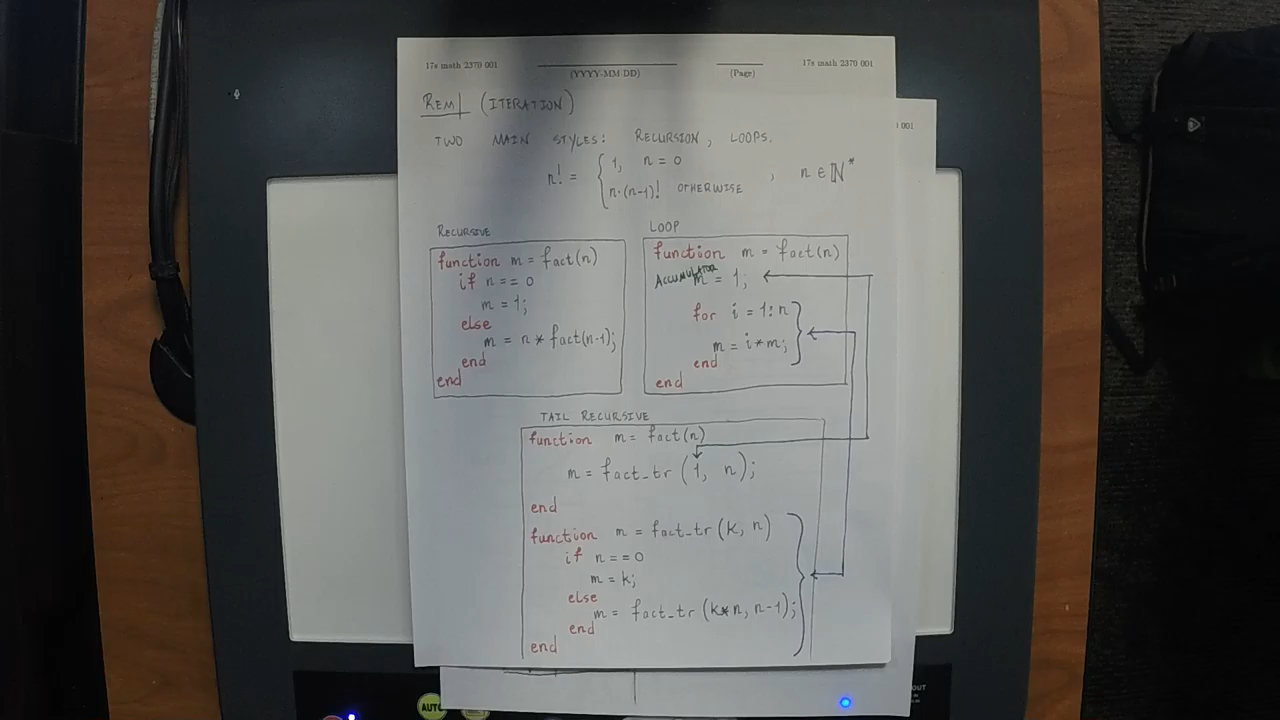 17s math 2370 001 (YYYY-MM-DD) (Page) 17s math 2370 001
REM (ITERATION)
001
TWO MAIN STYLES: RECURSION, LOOPS.
n! = { 1, n = 0
n·(n-1)! OTHERWISE , n ∈ ℕ*
RECURSIVE
function m = fact(n)
if n == 0
m = 1;
else
m = n * fact(n-1);
end
end
LOOP
function m = fact(n)
ACCUMULATOR m = 1;
for i = 1:n
m = i*m;
end
end
TAIL RECURSIVE
function m = fact(n)
m = fact_tr(1, n);
end
function m = fact_tr(k, n)
if n == 0
m = k;
else
m = fact_tr(k*n, n-1);
end
end
AUTO